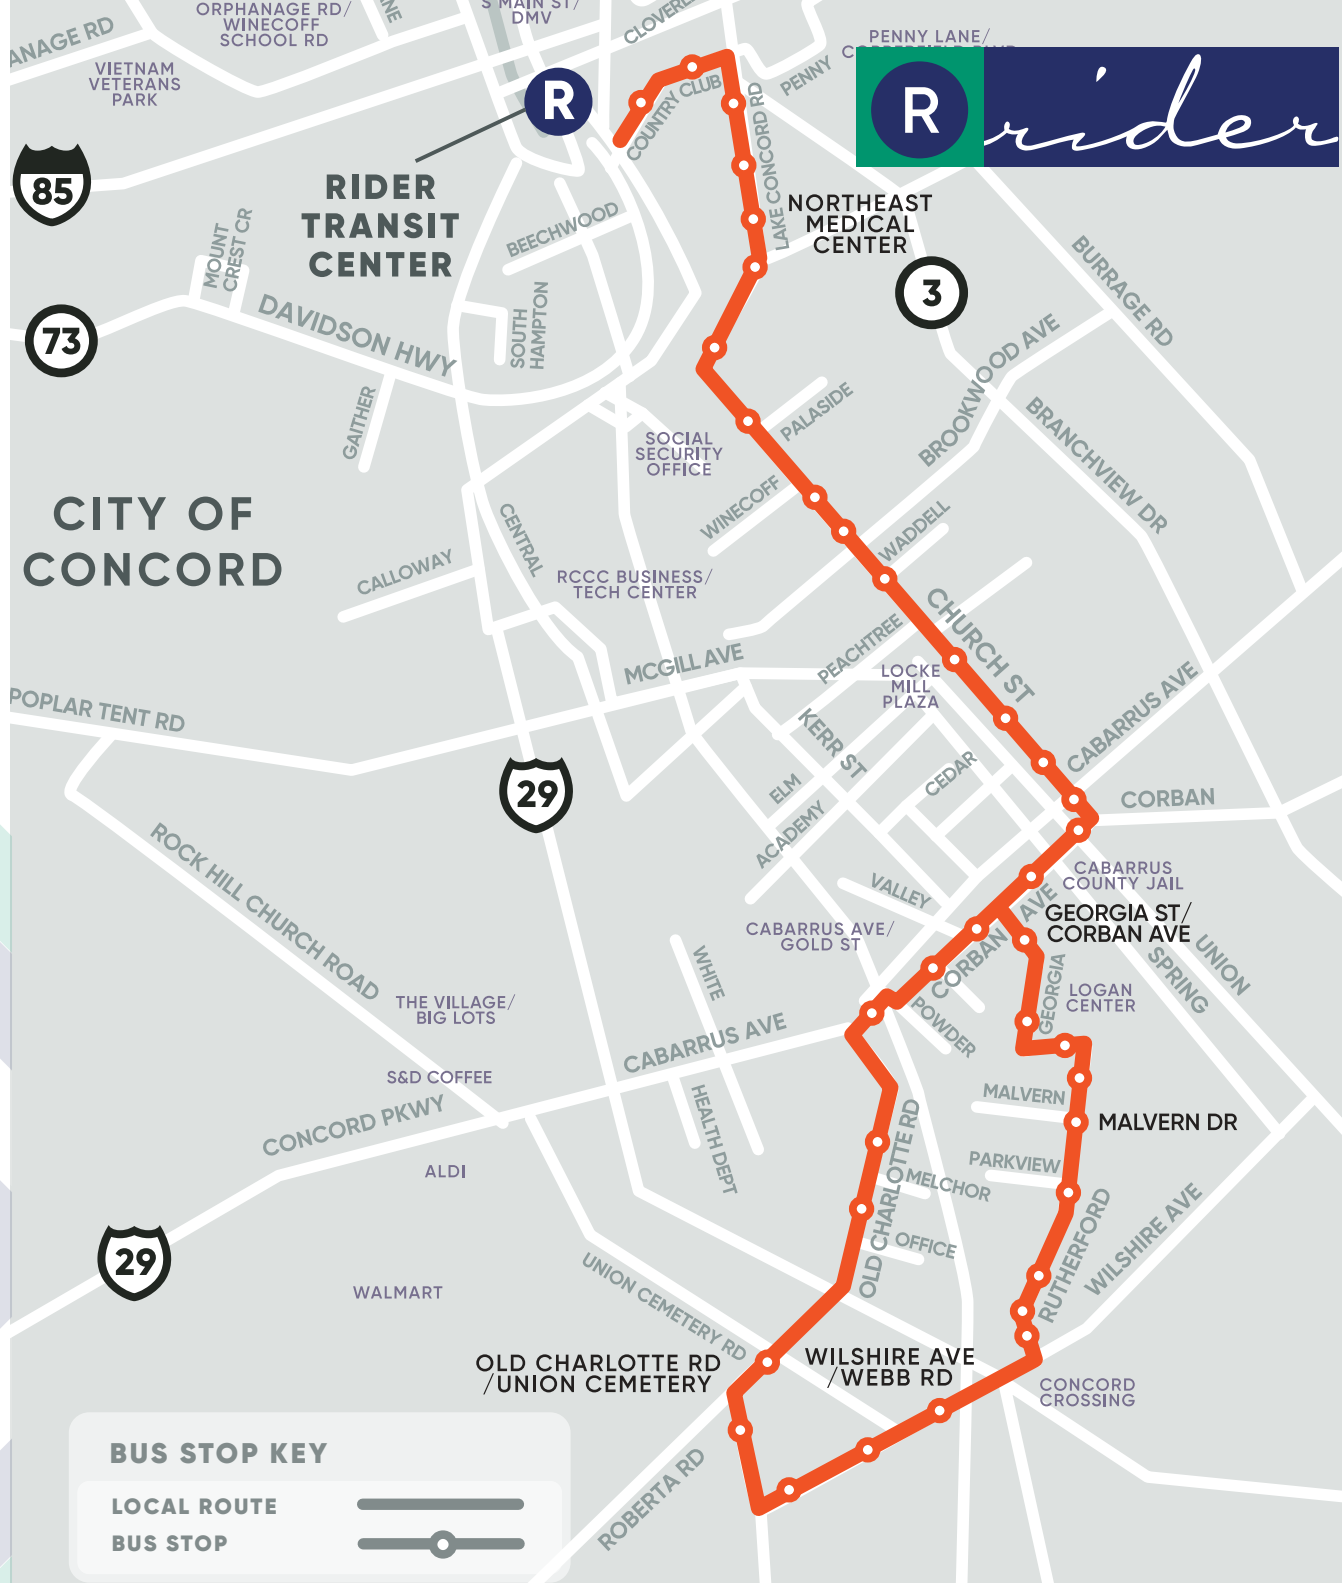 ORPHANAGE RD/
WINECOFF
SCHOOL RD
S MAIN ST/
DMV
PENNY LANE/
ANAGE RD
VIETNAM
VETERANS
PARK
PENNY
COUNTRY CLUB
LAKE CONCORD RD
R
R rider
85
RIDER
TRANSIT
CENTER
NORTHEAST
MEDICAL
CENTER
BEECHWOOD
MOUNT
CREST CR
BURRAGE RD
3
73
DAVIDSON HWY
SOUTH
HAMPTON
BROOKWOOD AVE
GAITHER
PALASIDE
BRANCHVIEW DR
SOCIAL
SECURITY
OFFICE
CITY OF
CONCORD
WINECOFF
CENTRAL
WADDELL
CALLOWAY
RCCC BUSINESS/
TECH CENTER
CHURCH ST
PEACHTREE
MCGILL AVE
LOCKE
MILL
PLAZA
CABARRUS AVE
POPLAR TENT RD
KERR ST
29
ELM
CEDAR
CORBAN
ACADEMY
ROCK HILL CHURCH ROAD
VALLEY
CABARRUS
COUNTY JAIL
GEORGIA ST/
CORBAN AVE
CABARRUS AVE/
GOLD ST
CORBAN AVE
UNION
SPRING
WHITE
GEORGIA
LOGAN
CENTER
THE VILLAGE/
BIG LOTS
POWDER
CABARRUS AVE
S&D COFFEE
CONCORD PKWY
HEALTH DEPT
MALVERN
MALVERN DR
ALDI
OLD CHARLOTTE RD
PARKVIEW
MELCHOR
RUTHERFORD
WILSHIRE AVE
OFFICE
29
WALMART
UNION CEMETERY RD
OLD CHARLOTTE RD
/UNION CEMETERY
WILSHIRE AVE
/WEBB RD
CONCORD
CROSSING
ROBERTA RD
BUS STOP KEY
LOCAL ROUTE
BUS STOP